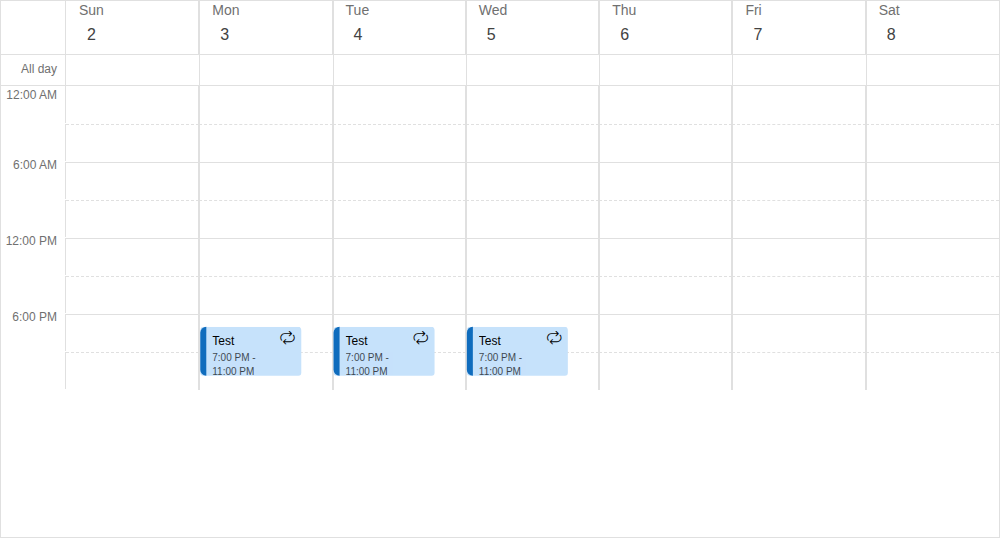 Sun
Mon
Tue
Wed
Thu
Fri
Sat
2
3
4
5
6
7
8
All day
12:00 AM
6:00 AM
12:00 PM
6:00 PM
Test
7:00 PM -
11:00 PM
Test
7:00 PM -
11:00 PM
Test
7:00 PM -
11:00 PM